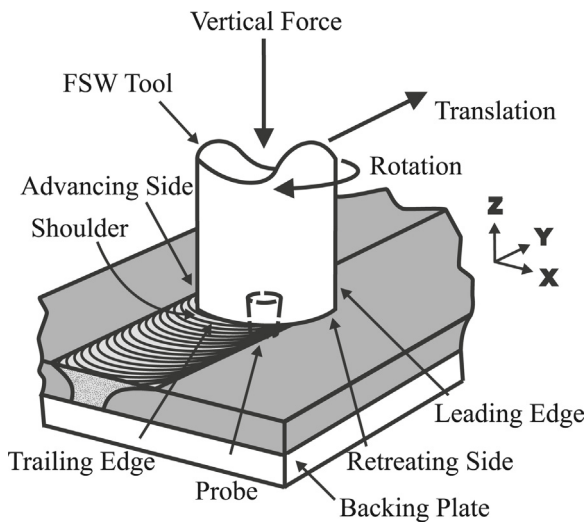 Vertical Force
FSW Tool
Translation
Rotation
Advancing Side
Shoulder
Z
Y
X
Leading Edge
Trailing Edge
Retreating Side
Probe
Backing Plate